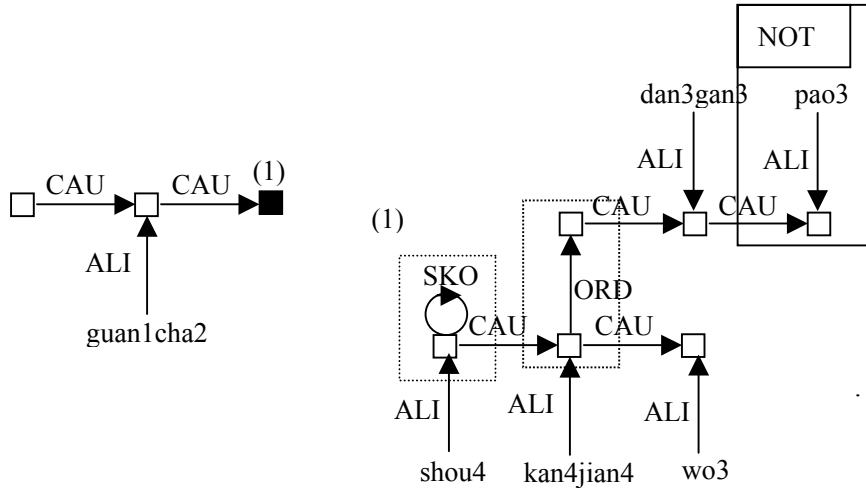 NOT
dan3gan3 pao3
ALI ALI
(1)
CAU CAU
CAU CAU
(1)
ALI
SKO
ORD
guan1cha2
CAU CAU
ALI ALI ALI
.
shou4 kan4jian4 wo3